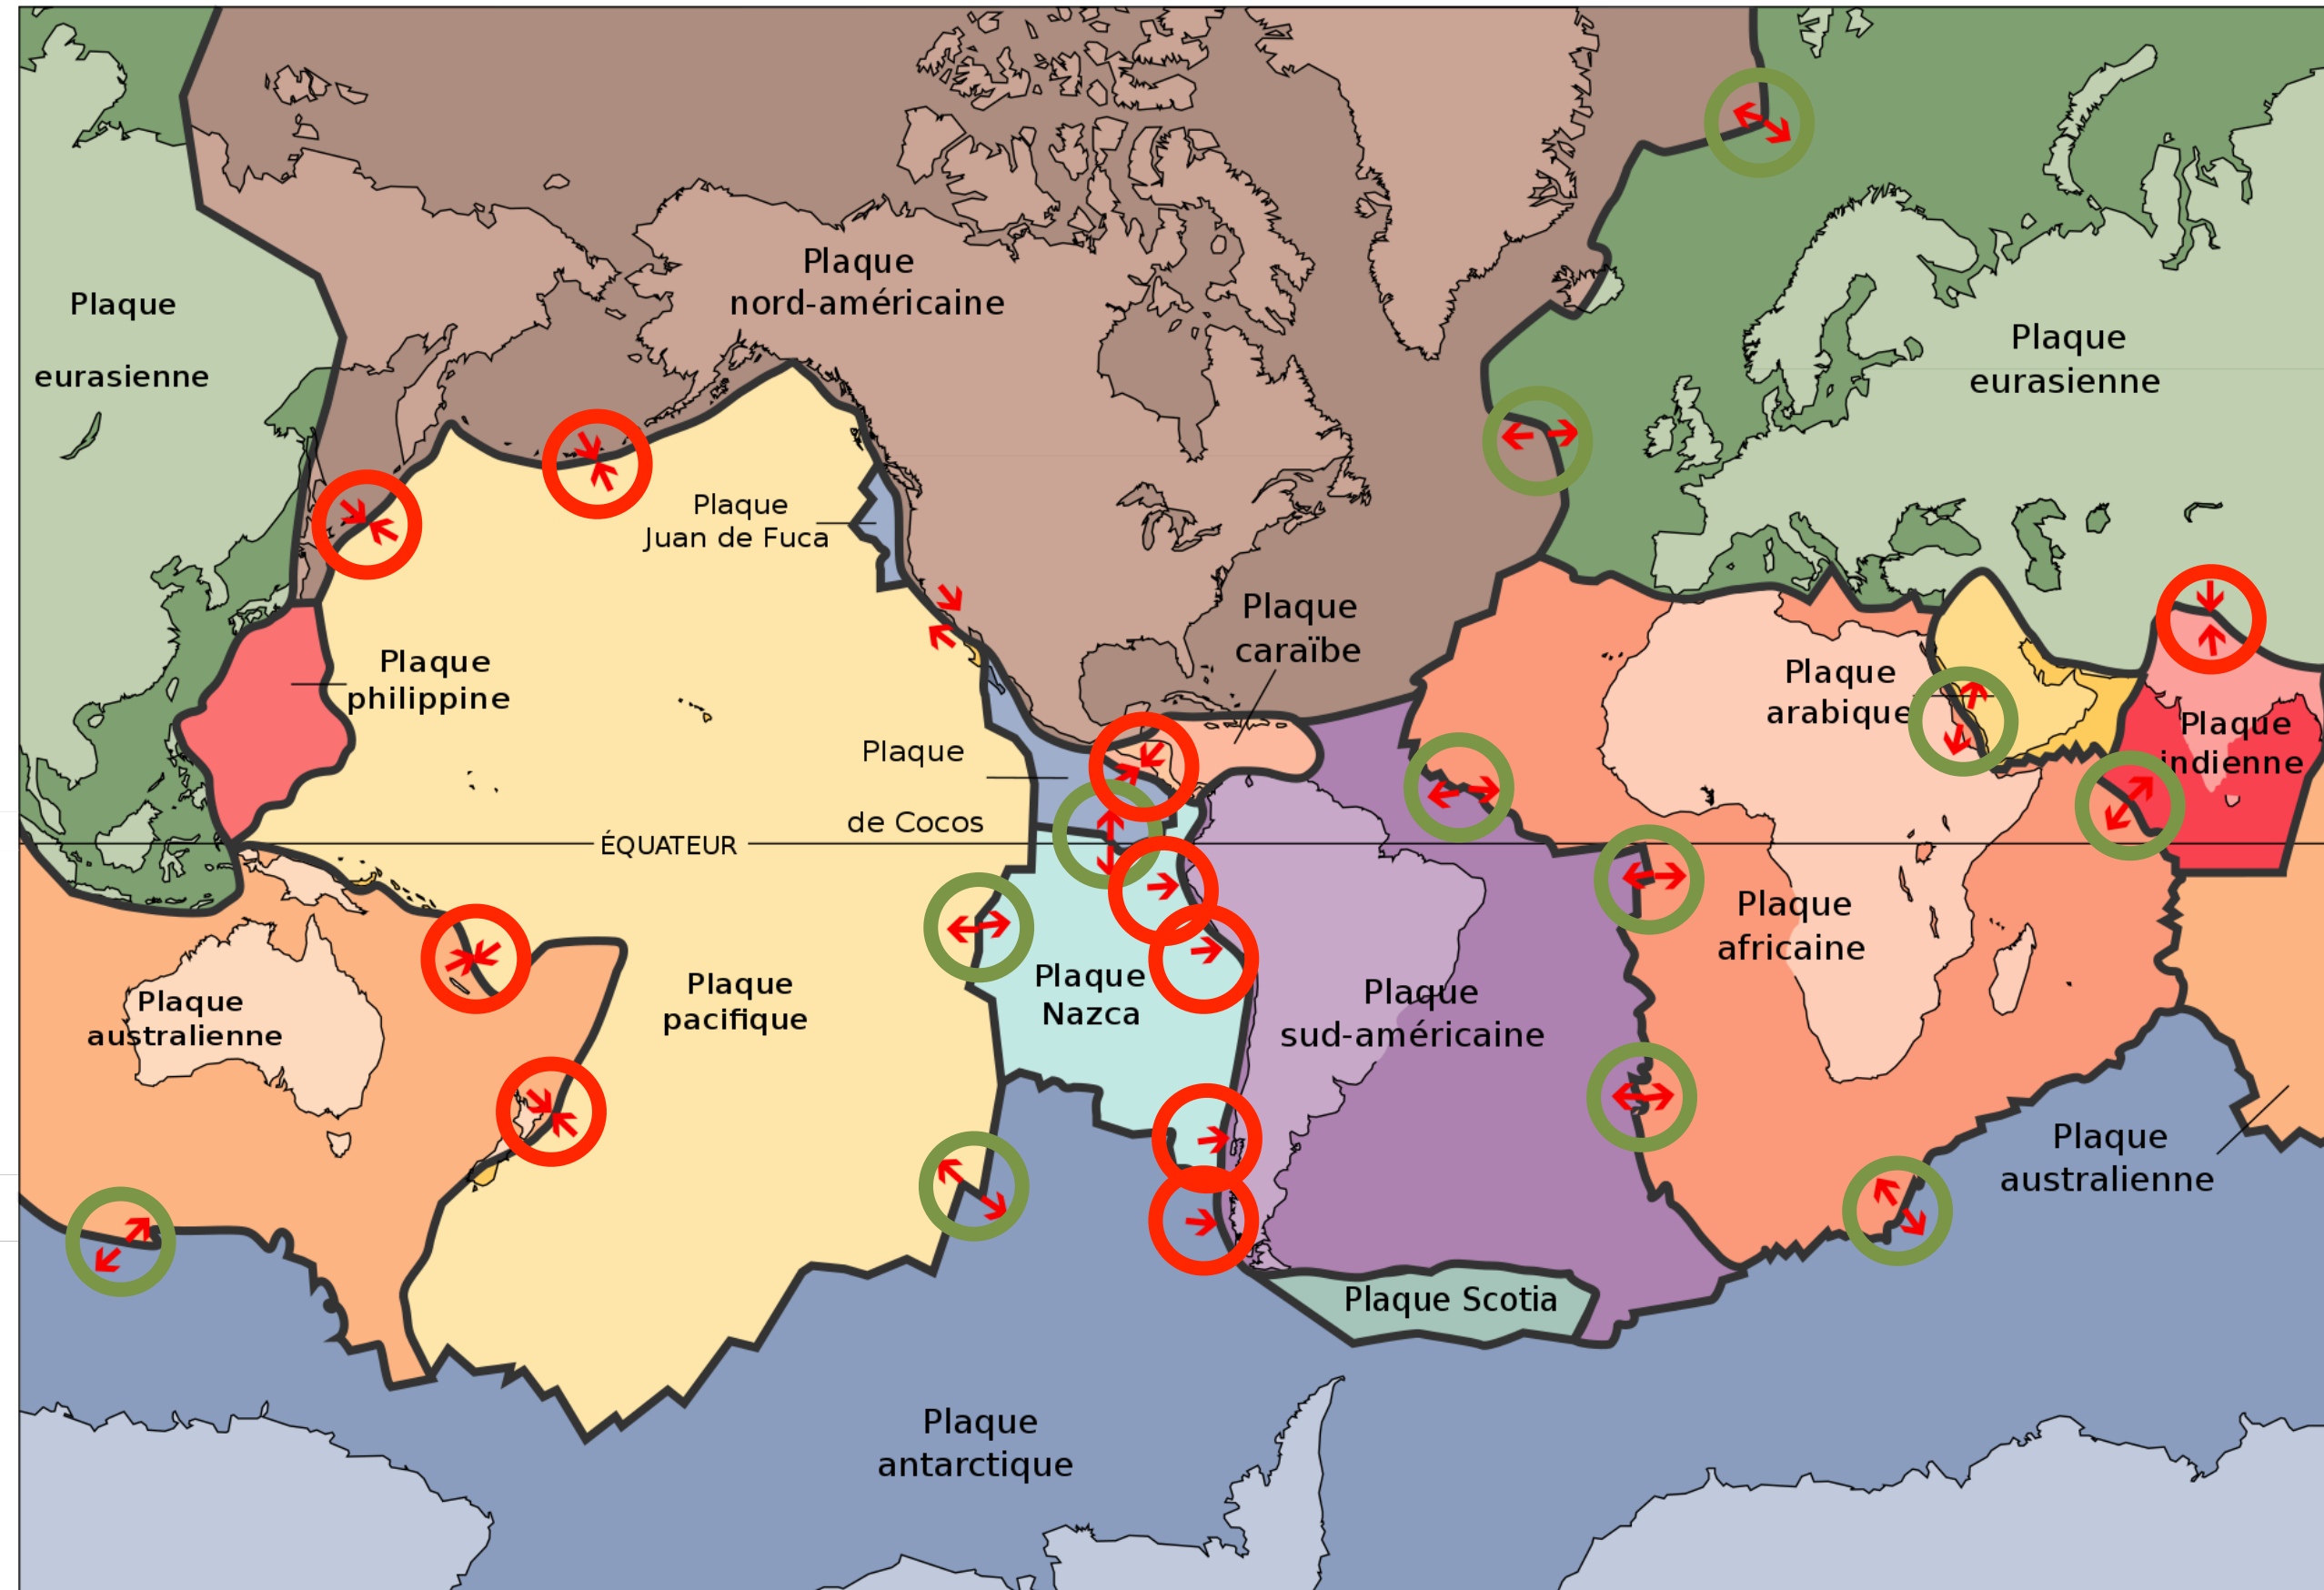 Plaque
nord-américaine
Plaque
eurasienne
Plaque
eurasienne
Plaque
Juan de Fuca
Plaque
caraïbe
Plaque
philippine
Plaque
arabique
Plaque
indienne
Plaque
de Cocos
ÉQUATEUR
Plaque
africaine
Plaque
australienne
Plaque
pacifique
Plaque
Nazca
Plaque
sud-américaine
Plaque
australienne
Plaque Scotia
Plaque
antarctique